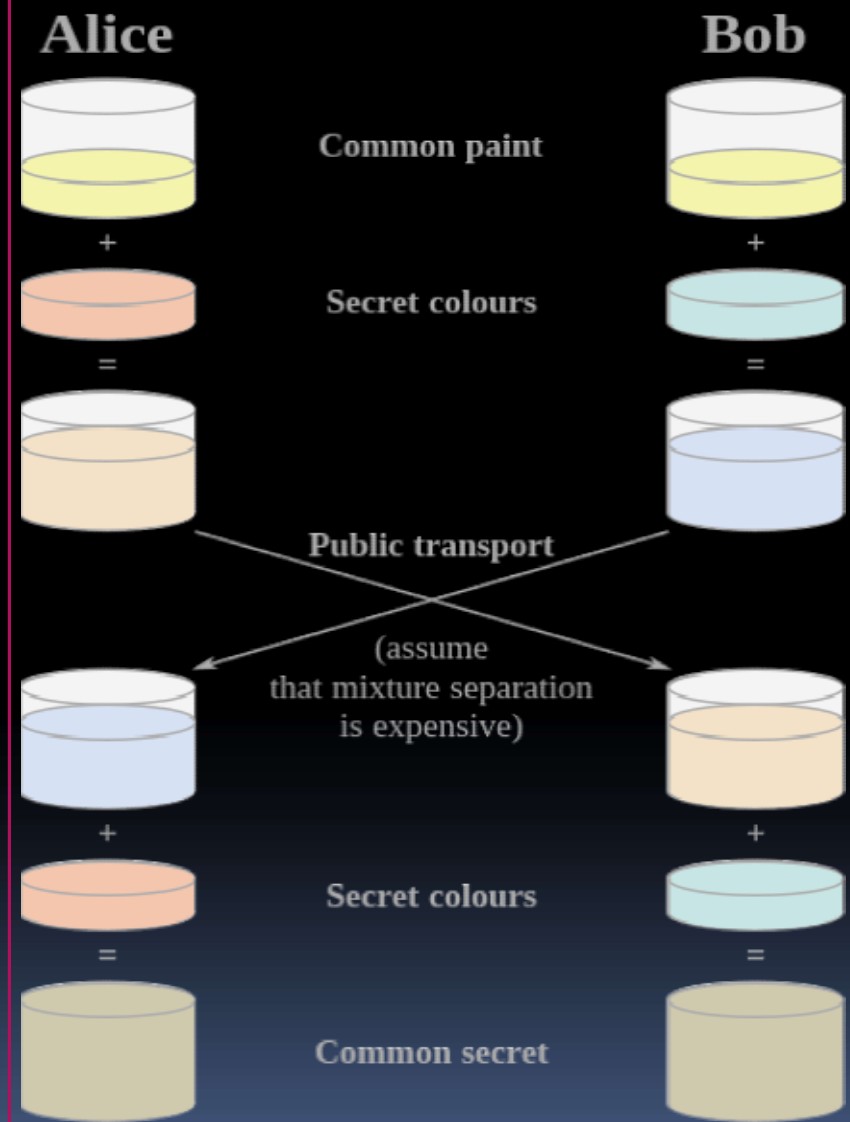 Alice
Bob
Common paint
+
+
Secret colours
=
=
Public transport
(assume
that mixture separation
is expensive)
+
+
Secret colours
=
=
Common secret